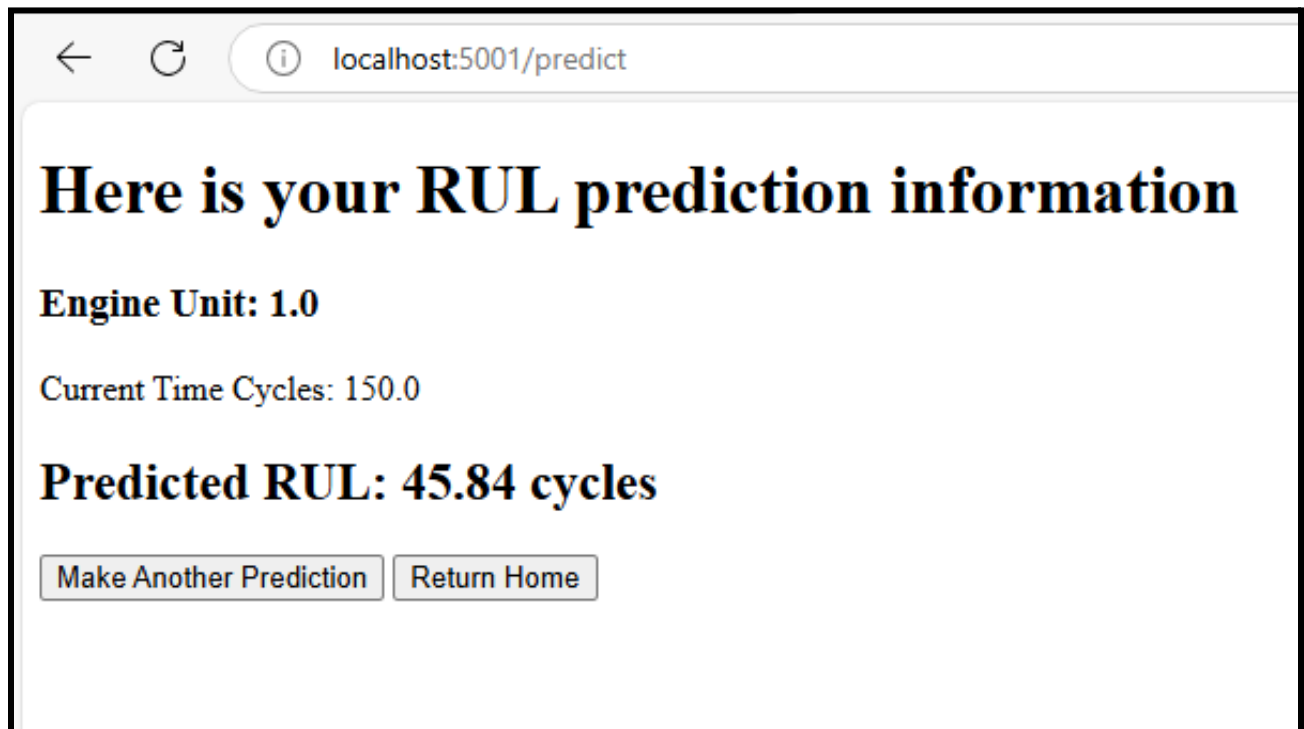 localhost:5001/predict
Here is your RUL prediction information
Engine Unit: 1.0
Current Time Cycles: 150.0
Predicted RUL: 45.84 cycles
Make Another Prediction Return Home